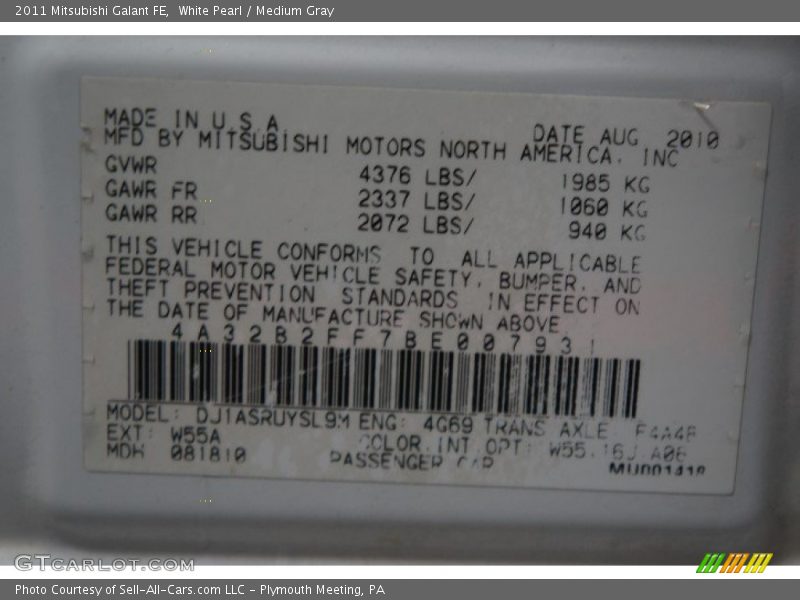 2011 Mitsubishi Galant FE, White Pearl / Medium Gray
MADE IN U.S.A
DATE AUG 2010
MFD BY MITSUBISHI MOTORS NORTH AMERICA. INC
GVWR 4376 LBS/ 1985 KG
GAWR FR 2337 LBS/ 1060 KG
GAWR RR 2072 LBS/ 940 KG
THIS VEHICLE CONFORMS TO ALL APPLICABLE
FEDERAL MOTOR VEHICLE SAFETY, BUMPER, AND
THEFT PREVENTION STANDARDS IN EFFECT ON
THE DATE OF MANUFACTURE SHOWN ABOVE
4A32B2FF7BE007931
MODEL: DJ1ASRUYSL9M ENG: 4G69 TRANS AXLE
EXT: W55A COLOR.INT.OPT: W55.16J.A06
MDH 081810 PASSENGER CAR
GTCARLOT.COM
Photo Courtesy of Sell-All-Cars.com LLC - Plymouth Meeting, PA